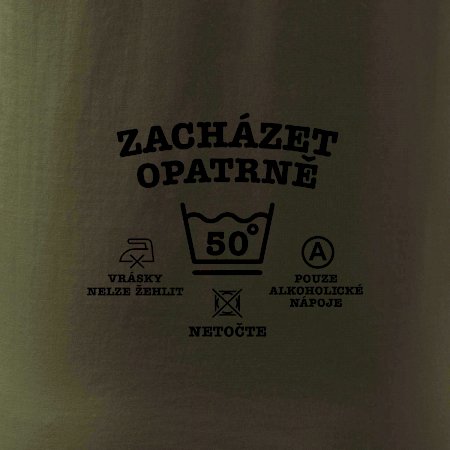 ZACHÁZET
OPATRNĚ
50°
VRÁSKY
NELZE ŽEHLIT
A
POUZE
ALKOHOLICKÉ
NÁPOJE
NETOČTE